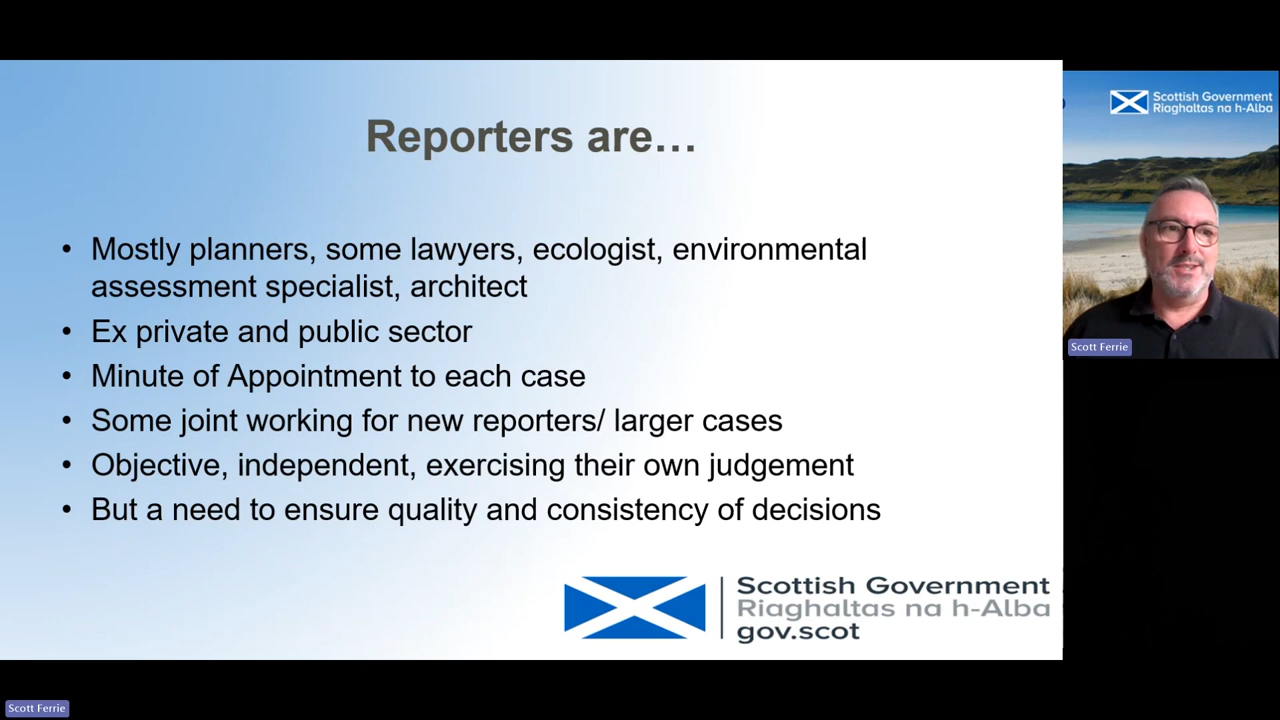 Reporters are…
• Mostly planners, some lawyers, ecologist, environmental
assessment specialist, architect
• Ex private and public sector
• Minute of Appointment to each case
• Some joint working for new reporters/ larger cases
• Objective, independent, exercising their own judgement
• But a need to ensure quality and consistency of decisions
Scottish Government
Riaghaltas na h-Alba
gov.scot
Scottish Government
Riaghaltas na h-Alba
Scott Ferrie
Scott Ferrie